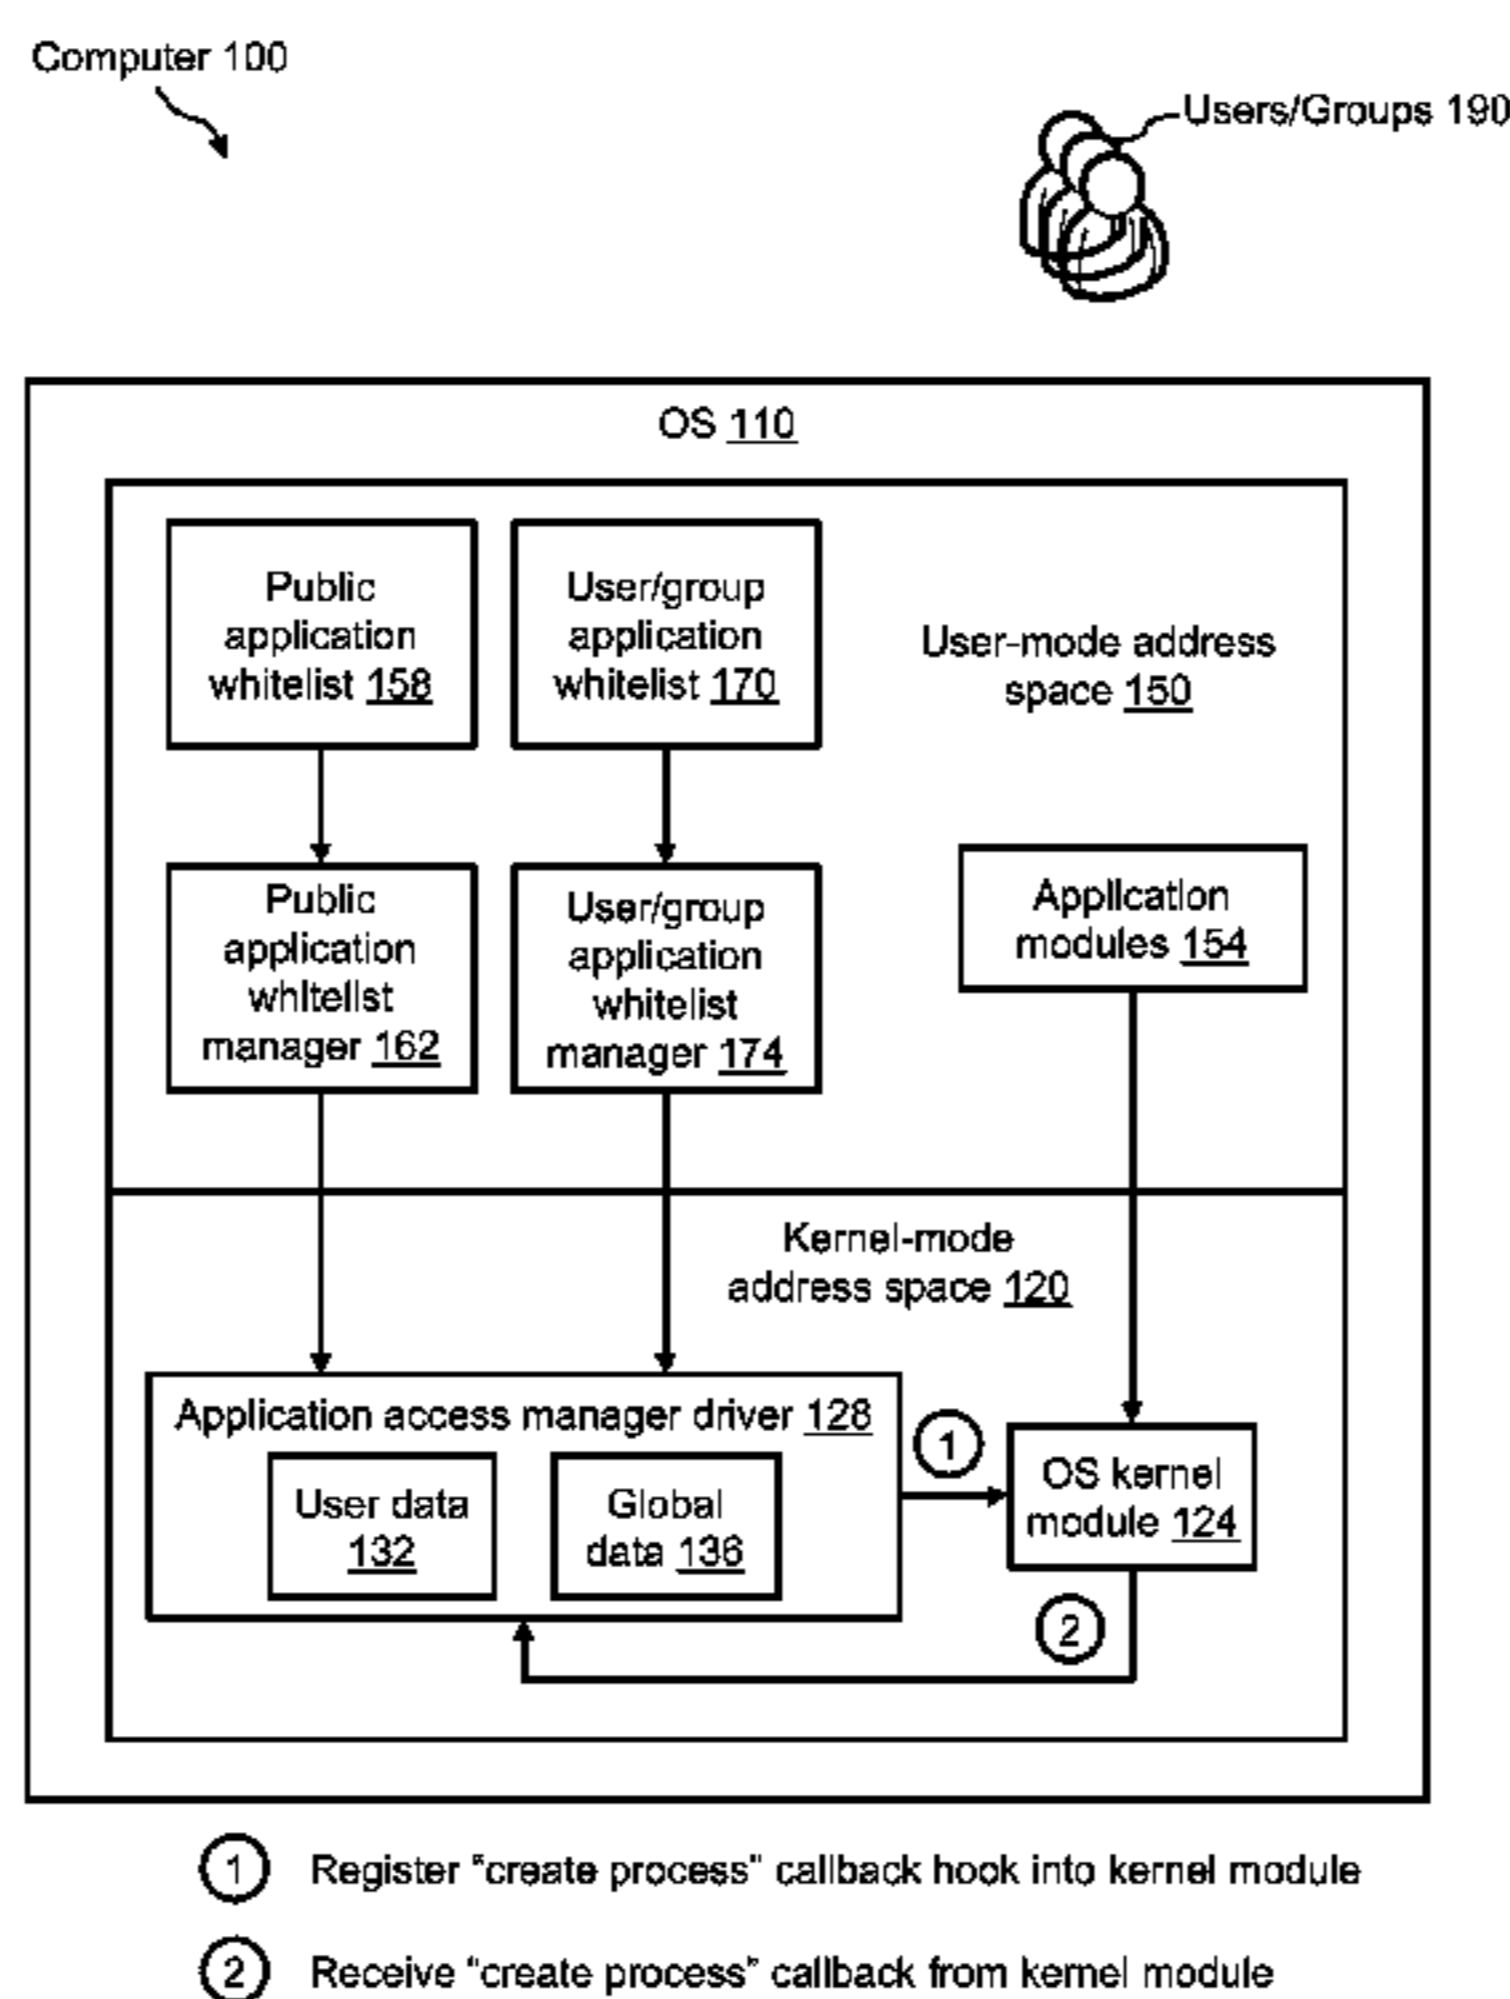 Computer 100
Users/Groups 190
OS 110
Public
application
whitelist 158
User/group
application
whitelist 170
User-mode address
space 150
Public
application
whitelist
manager 162
User/group
application
whitelist
manager 174
Application
modules 154
Kernel-mode
address space 120
Application access manager driver 128
User data
132
Global
data 136
1
OS kernel
module 124
2
1 Register "create process" callback hook into kernel module
2 Receive "create process" callback from kernel module